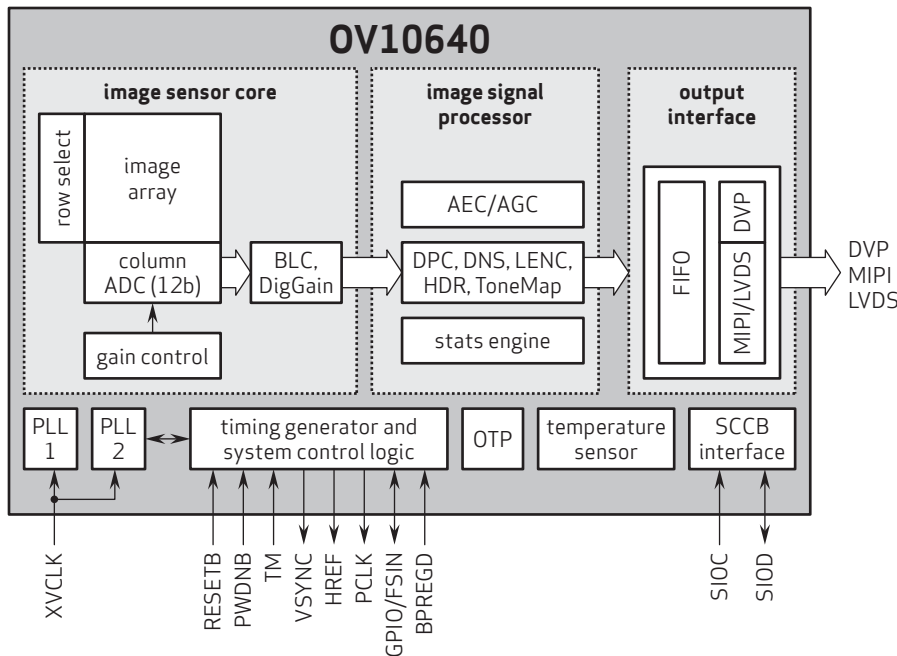 OV10640
image sensor core
row select
image
array
column
ADC (12b)
gain control
BLC,
DigGain
image signal
processor
AEC/AGC
DPC, DNS, LENC,
HDR, ToneMap
stats engine
output
interface
FIFO
DVP
MIPI/LVDS
DVP
MIPI
LVDS
PLL
1
PLL
2
timing generator and
system control logic
OTP
temperature
sensor
SCCB
interface
XVCLK
RESETB
PWDNB
TM
VSYNC
HREF
PCLK
GPIO/FSIN
BPREGD
SIOC
SIOD